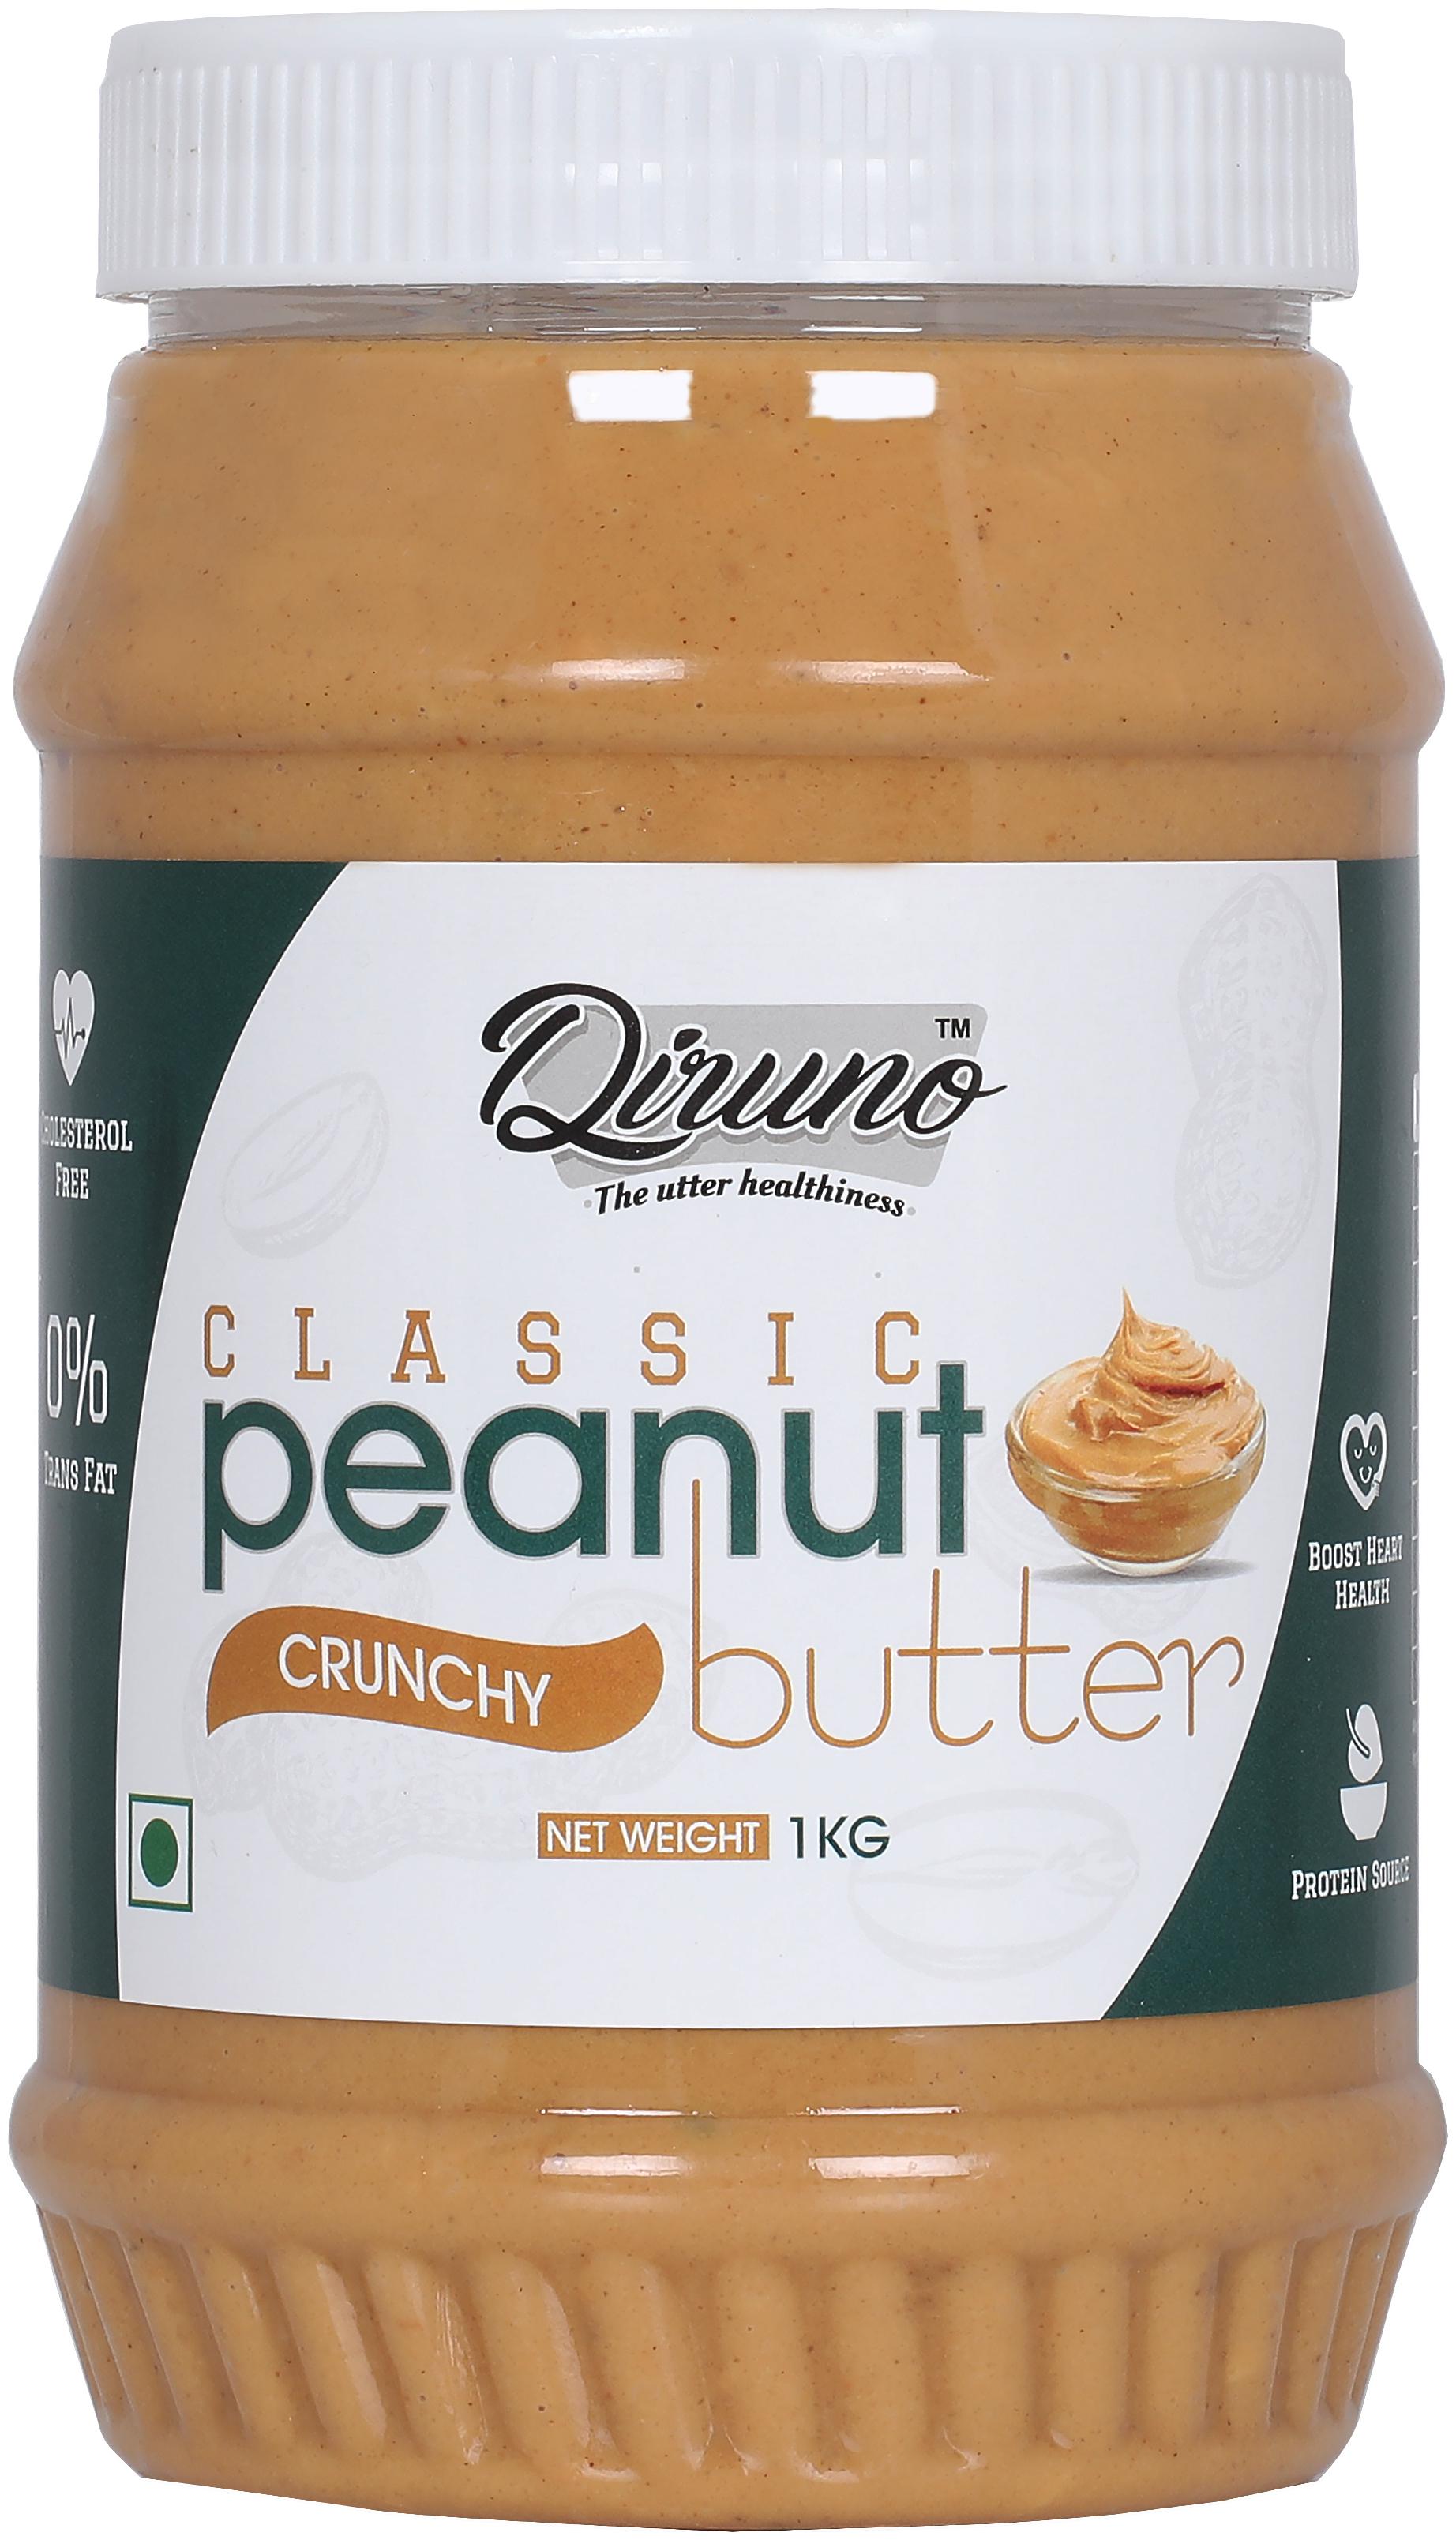 Diruno
TM
The utter healthiness
CLASSIC
peanut
butter
CRUNCHY
NET WEIGHT 1KG
CHOLESTEROL
FREE
0%
TRANS FAT
BOOST HEART
HEALTH
PROTEIN SOURCE